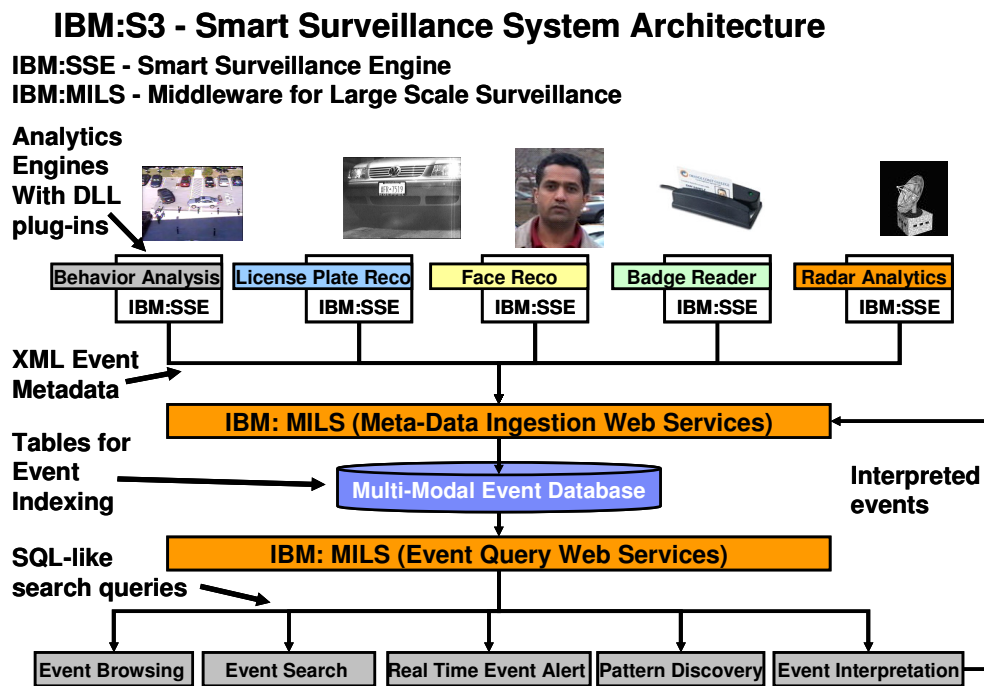 IBM:S3 - Smart Surveillance System Architecture
IBM:SSE - Smart Surveillance Engine
IBM:MILS - Middleware for Large Scale Surveillance
Analytics
Engines
With DLL
plug-ins
Behavior Analysis
IBM:SSE
License Plate Reco
IBM:SSE
Face Reco
IBM:SSE
Badge Reader
IBM:SSE
Radar Analytics
IBM:SSE
XML Event
Metadata
IBM: MILS (Meta-Data Ingestion Web Services)
Tables for
Event
Indexing
Multi-Modal Event Database
Interpreted
events
IBM: MILS (Event Query Web Services)
SQL-like
search queries
Event Browsing
Event Search
Real Time Event Alert
Pattern Discovery
Event Interpretation